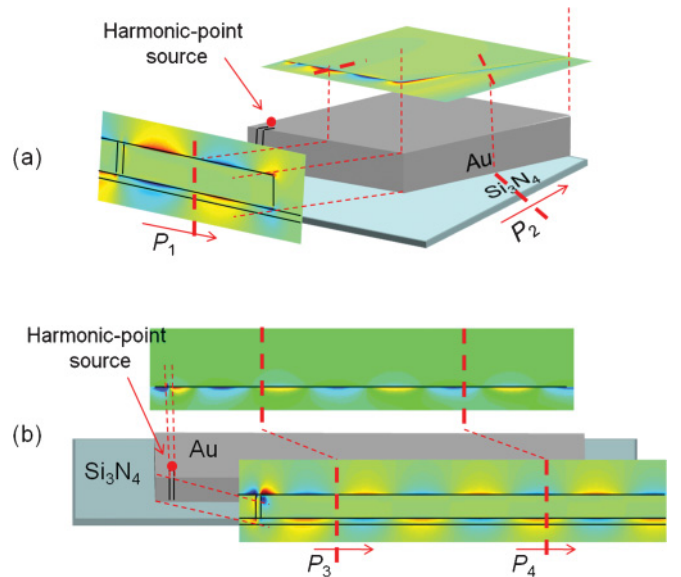 Harmonic-point
source
(a)
Au
Si₃N₄
P₁
P₂
Harmonic-point
source
(b)
Au
Si₃N₄
P₃
P₄